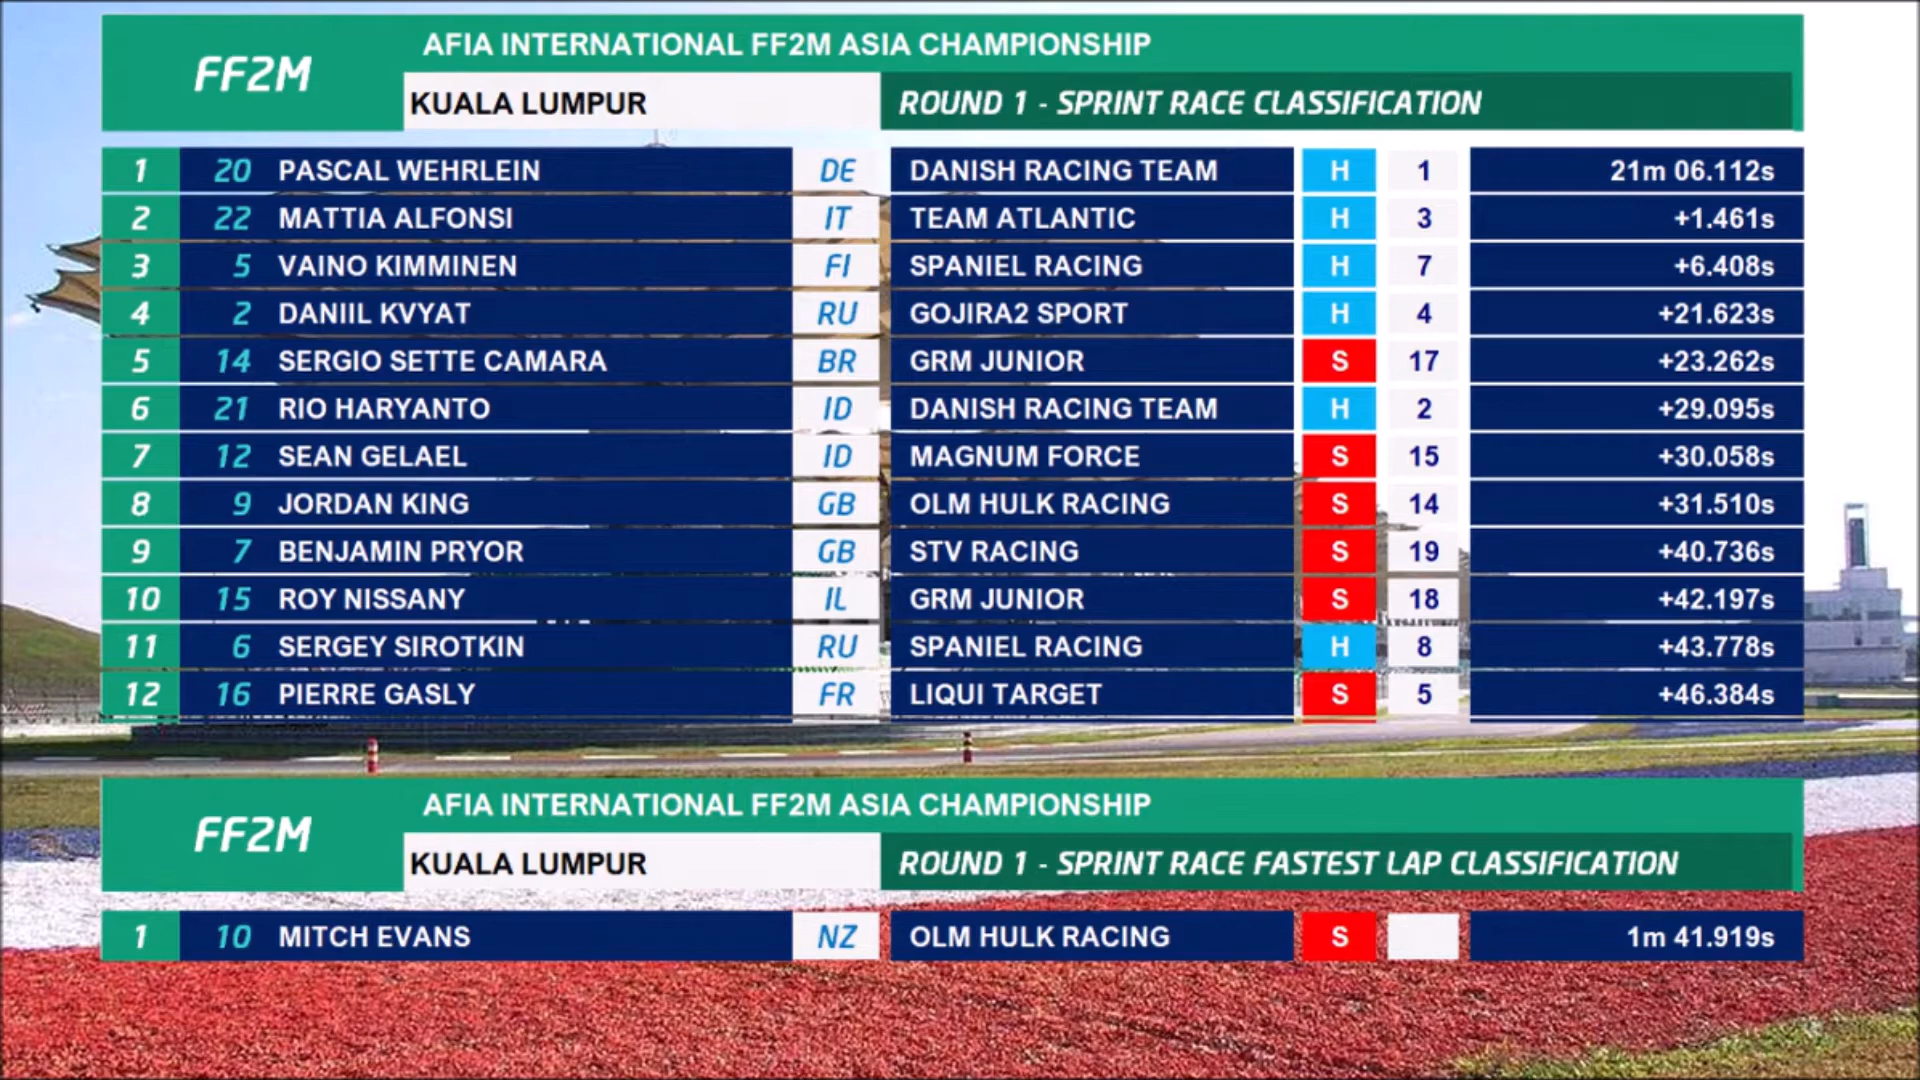 FF2M
AFIA INTERNATIONAL FF2M ASIA CHAMPIONSHIP
KUALA LUMPUR ROUND 1 - SPRINT RACE CLASSIFICATION
1 20 PASCAL WEHRLEIN DE DANISH RACING TEAM H 1 21m 06.112s
2 22 MATTIA ALFONSI IT TEAM ATLANTIC H 3 +1.461s
3 5 VAINO KIMMINEN FI SPANIEL RACING H 7 +6.408s
4 2 DANIIL KVYAT RU GOJIRA2 SPORT H 4 +21.623s
5 14 SERGIO SETTE CAMARA BR GRM JUNIOR S 17 +23.262s
6 21 RIO HARYANTO ID DANISH RACING TEAM H 2 +29.095s
7 12 SEAN GELAEL ID MAGNUM FORCE S 15 +30.058s
8 9 JORDAN KING GB OLM HULK RACING S 14 +31.510s
9 7 BENJAMIN PRYOR GB STV RACING S 19 +40.736s
10 15 ROY NISSANY IL GRM JUNIOR S 18 +42.197s
11 6 SERGEY SIROTKIN RU SPANIEL RACING H 8 +43.778s
12 16 PIERRE GASLY FR LIQUI TARGET S 5 +46.384s
FF2M
AFIA INTERNATIONAL FF2M ASIA CHAMPIONSHIP
KUALA LUMPUR ROUND 1 - SPRINT RACE FASTEST LAP CLASSIFICATION
1 10 MITCH EVANS NZ OLM HULK RACING S 1m 41.919s